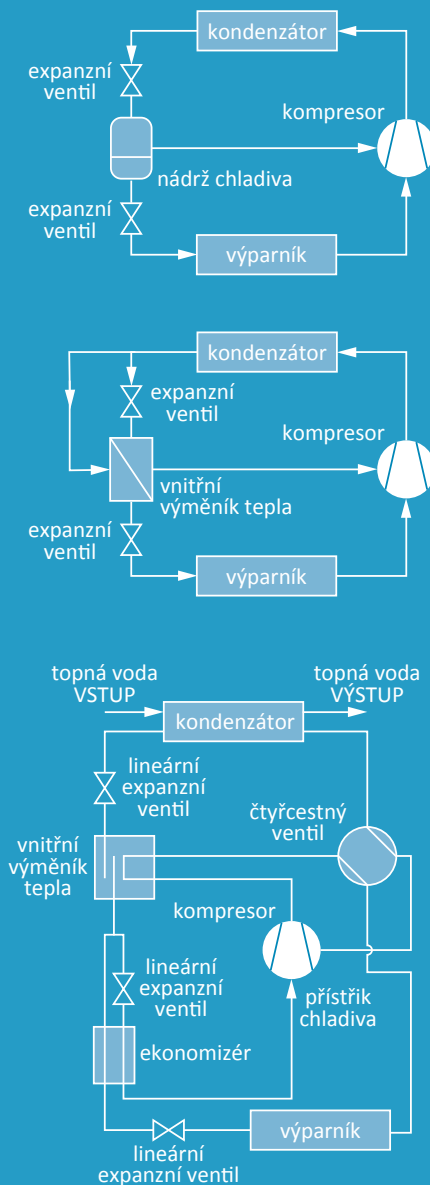 kondenzátor
expanzní
ventil
kompresor
nádrž chladiva
expanzní
ventil
výparník
kondenzátor
expanzní
ventil
kompresor
vnitřní
výměník tepla
expanzní
ventil
výparník
topná voda
VSTUP
topná voda
VÝSTUP
kondenzátor
lineární
expanzní
ventil
čtyřcestný
ventil
vnitřní
výměník
tepla
kompresor
lineární
expanzní
ventil
přístřik
chladiva
ekonomizér
výparník
lineární
expanzní ventil